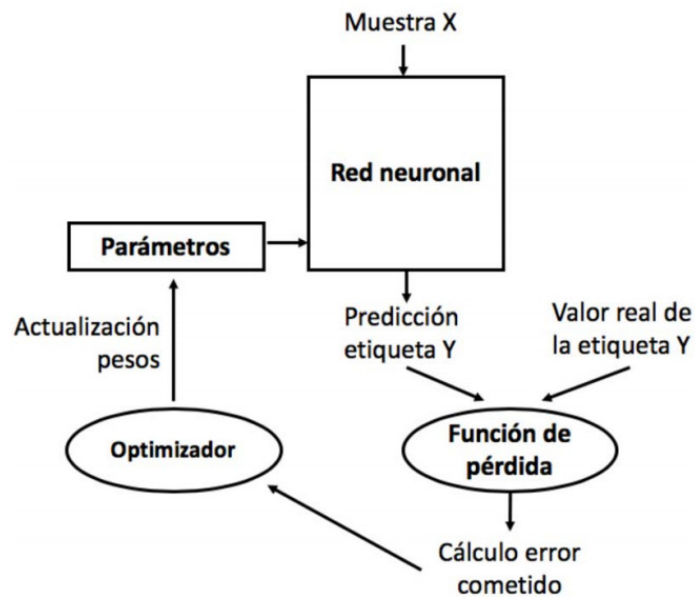 Muestra X
Red neuronal
Parámetros
Actualización
pesos
Predicción
etiqueta Y
Valor real de
la etiqueta Y
Optimizador
Función de
pérdida
Cálculo error
cometido